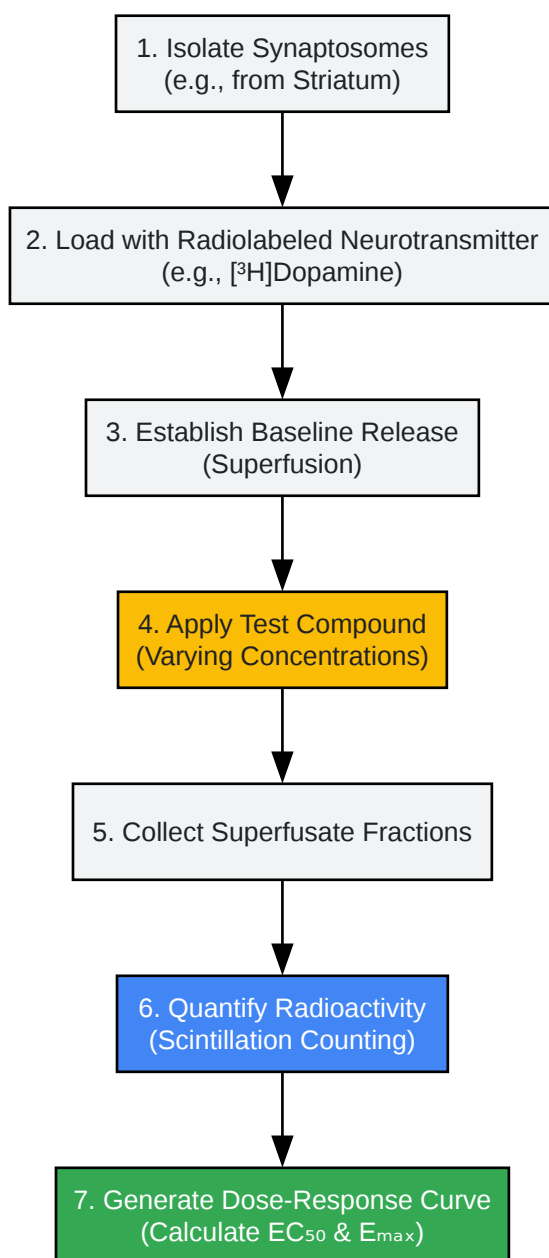 1. Isolate Synaptosomes
(e.g., from Striatum)
2. Load with Radiolabeled Neurotransmitter
(e.g., [³H]Dopamine)
3. Establish Baseline Release
(Superfusion)
4. Apply Test Compound
(Varying Concentrations)
5. Collect Superfusate Fractions
6. Quantify Radioactivity
(Scintillation Counting)
7. Generate Dose-Response Curve
(Calculate EC₅₀ & Eₘₐₓ)